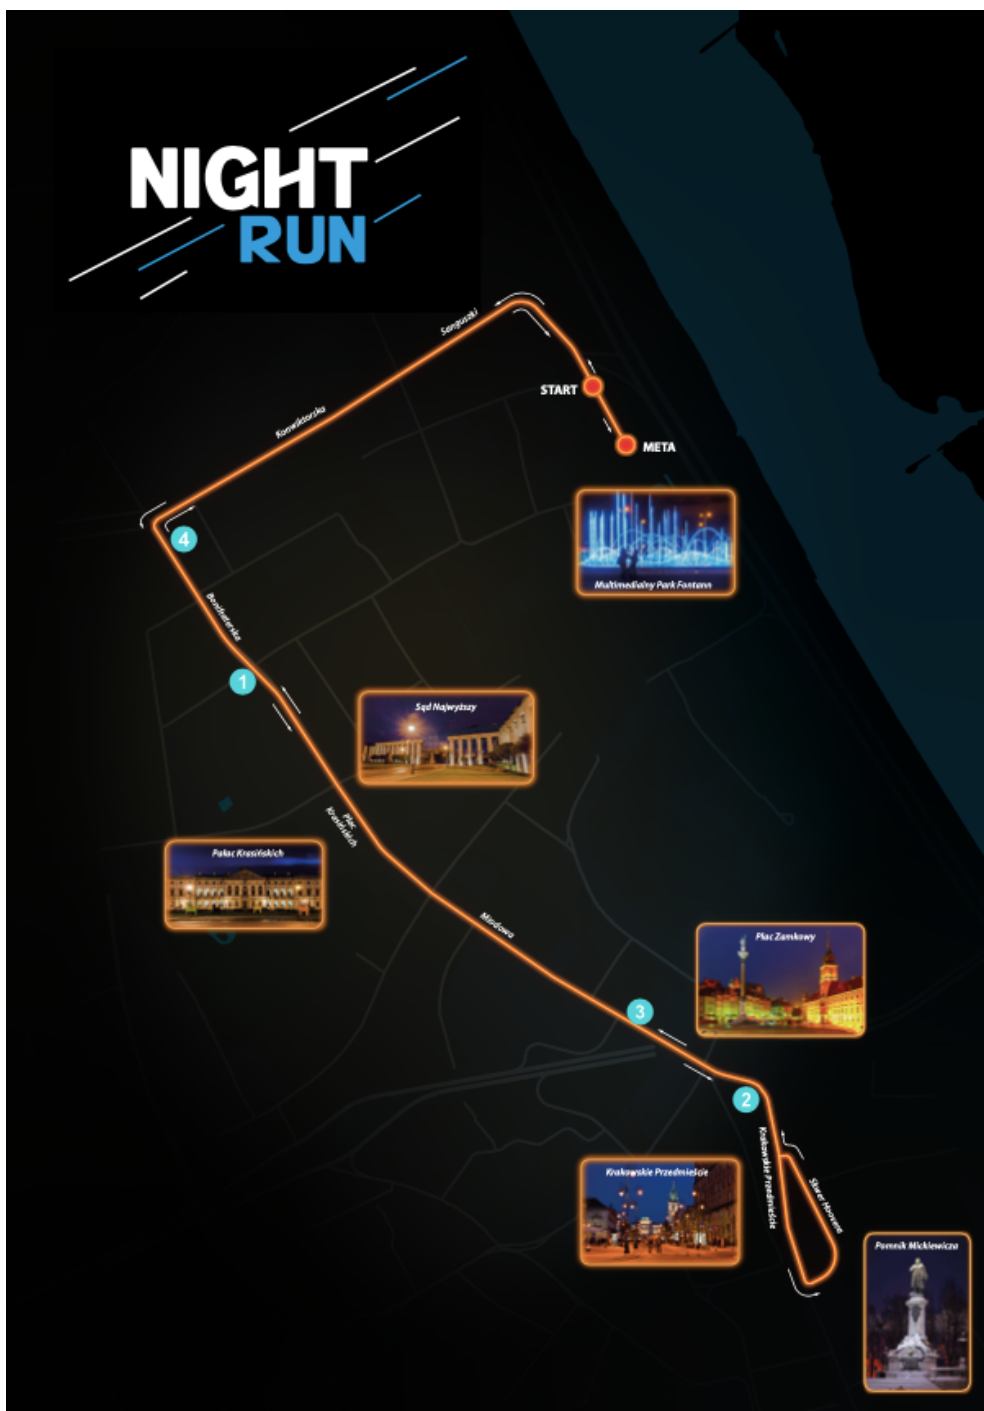 NIGHT
RUN
Sanguszki
START
Konwiktorska
META
4
Multimedialny Park Fontann
Bonifraterska
1
Sąd Najwyższy
Plac
Krasińskich
Pałac Krasińskich
Miodowa
Plac Zamkowy
3
2
Krakowskie Przedmieście
Krakowskie Przedmieście
Skwer Hoovera
Pomnik Mickiewicza